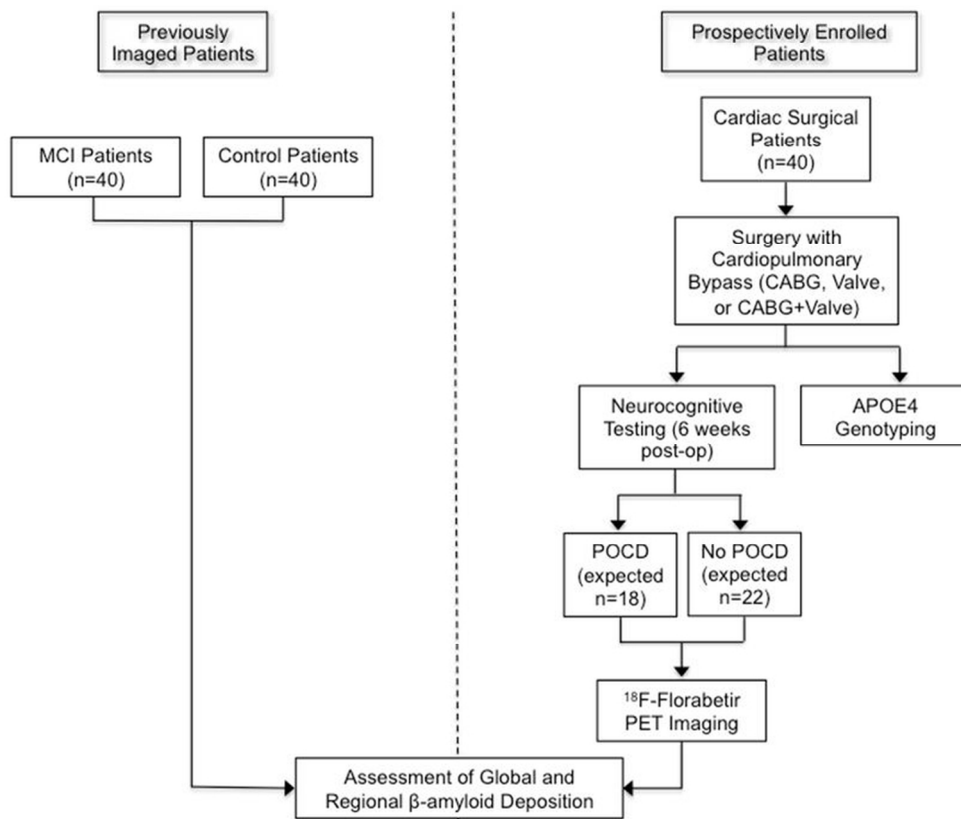 Previously
Imaged Patients
Prospectively Enrolled
Patients
MCI Patients
(n=40)
Control Patients
(n=40)
Cardiac Surgical
Patients
(n=40)
Surgery with
Cardiopulmonary
Bypass (CABG, Valve,
or CABG+Valve)
Neurocognitive
Testing (6 weeks
post-op)
APOE4
Genotyping
POCD
(expected
n=18)
No POCD
(expected
n=22)
¹⁸F-Florabetir
PET Imaging
Assessment of Global and
Regional β-amyloid Deposition